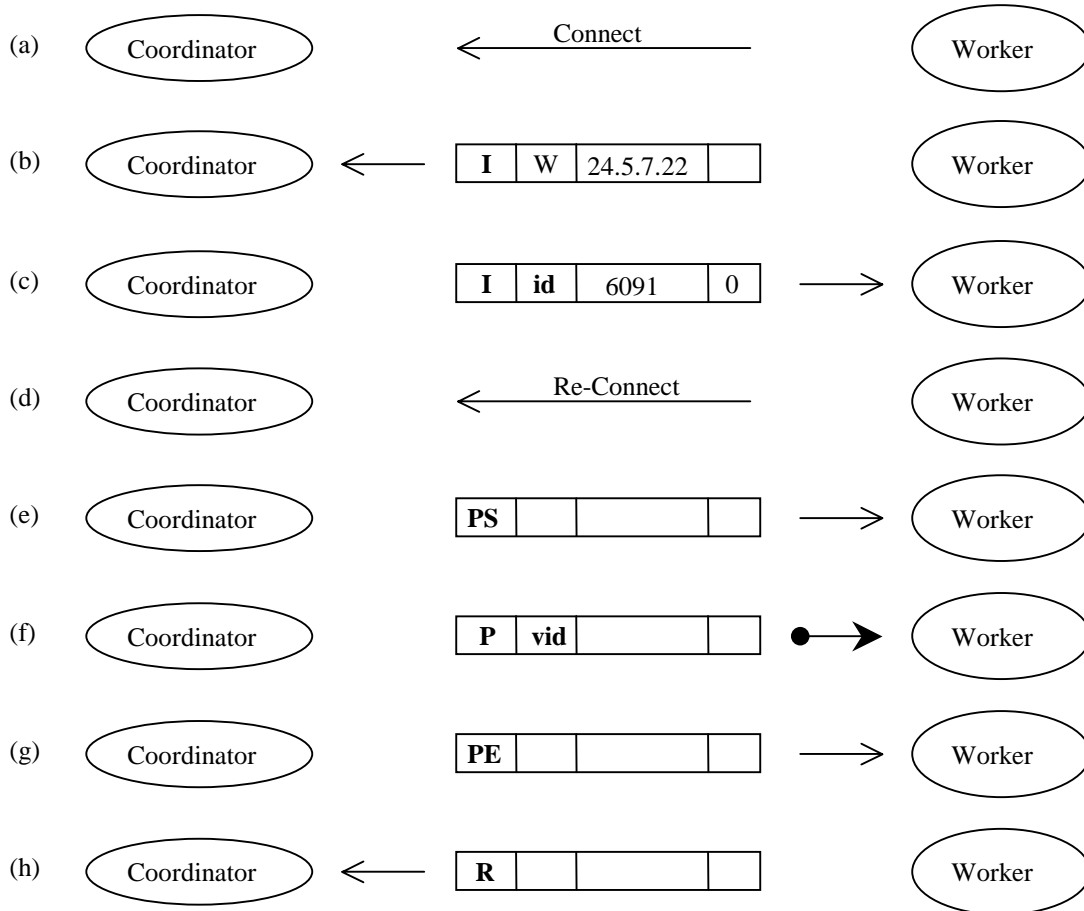 (a) Coordinator Connect Worker
(b) Coordinator I W 24.5.7.22 Worker
(c) Coordinator I id 6091 0 Worker
(d) Coordinator Re-Connect Worker
(e) Coordinator PS Worker
(f) Coordinator P vid Worker
(g) Coordinator PE Worker
(h) Coordinator R Worker